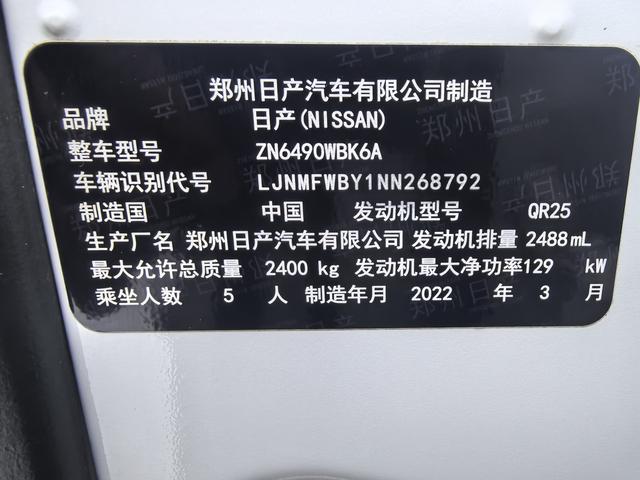 郑州日产汽车有限公司制造
品牌 日产(NISSAN)
整车型号 ZN6490WBK6A
车辆识别代号 LJNMFWBY1NN268792
制造国 中国 发动机型号 QR25
生产厂名 郑州日产汽车有限公司 发动机排量 2488mL
最大允许总质量 2400 kg 发动机最大净功率129 kW
乘坐人数 5 人 制造年月 2022 年 3 月